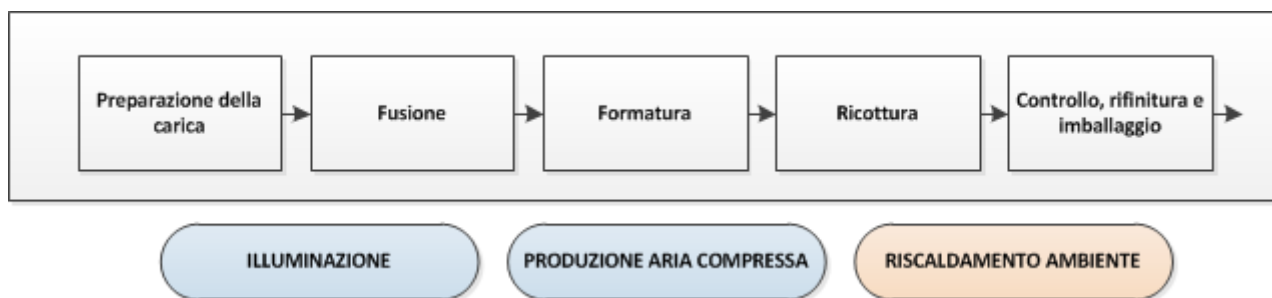 Preparazione della
carica
Fusione
Formatura
Ricottura
Controllo, rifinitura e
imballaggio
ILLUMINAZIONE
PRODUZIONE ARIA COMPRESSA
RISCALDAMENTO AMBIENTE